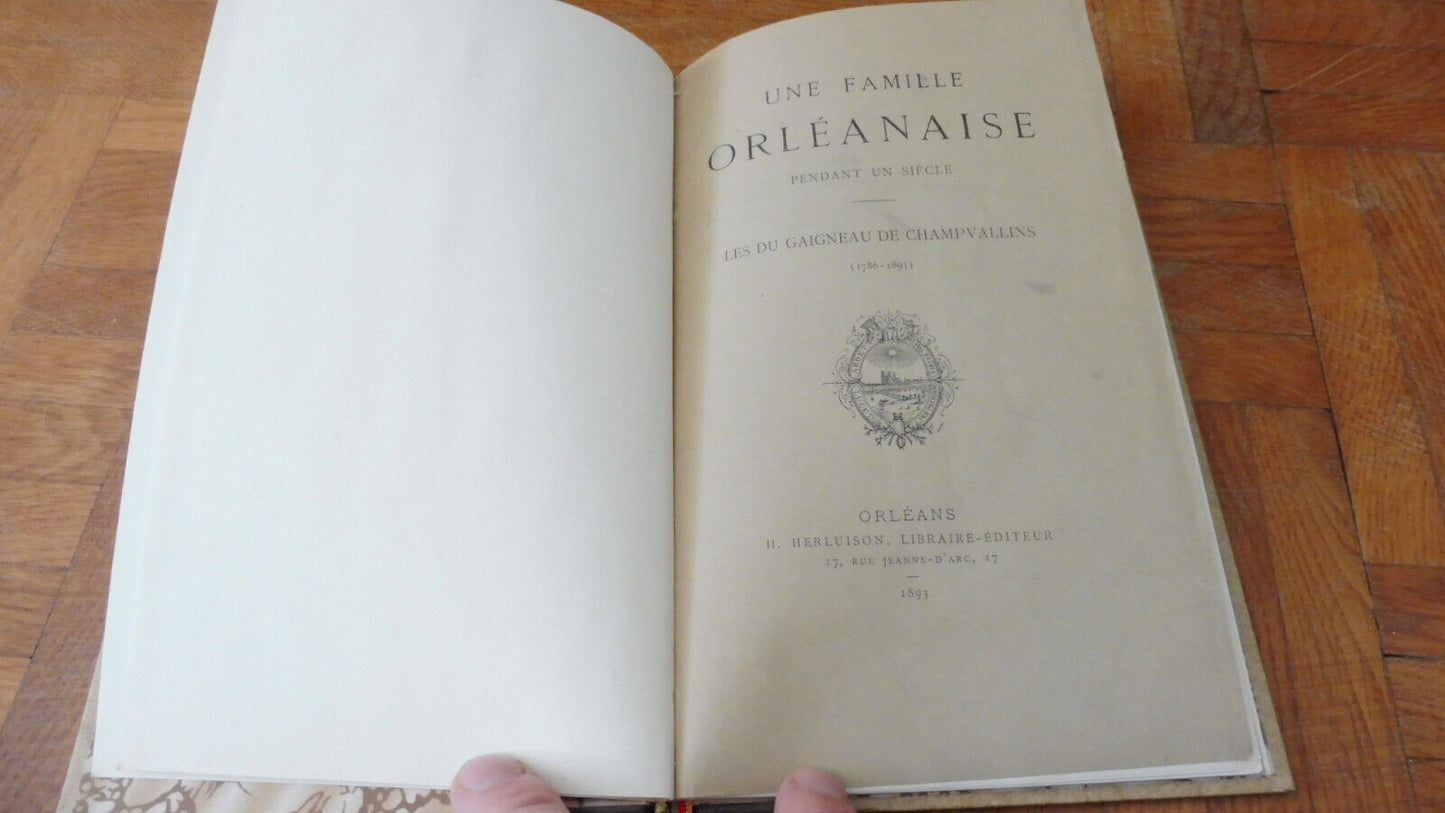 UNE FAMILLE
ORLÉANAISE
PENDANT UN SIÈCLE
LES DU GAIGNEAU DE CHAMPVALLINS
(1786-1893)
ORLÉANS
H. HERLUISON, LIBRAIRE-ÉDITEUR
17, RUE JEANNE-D'ARC, 17
1893